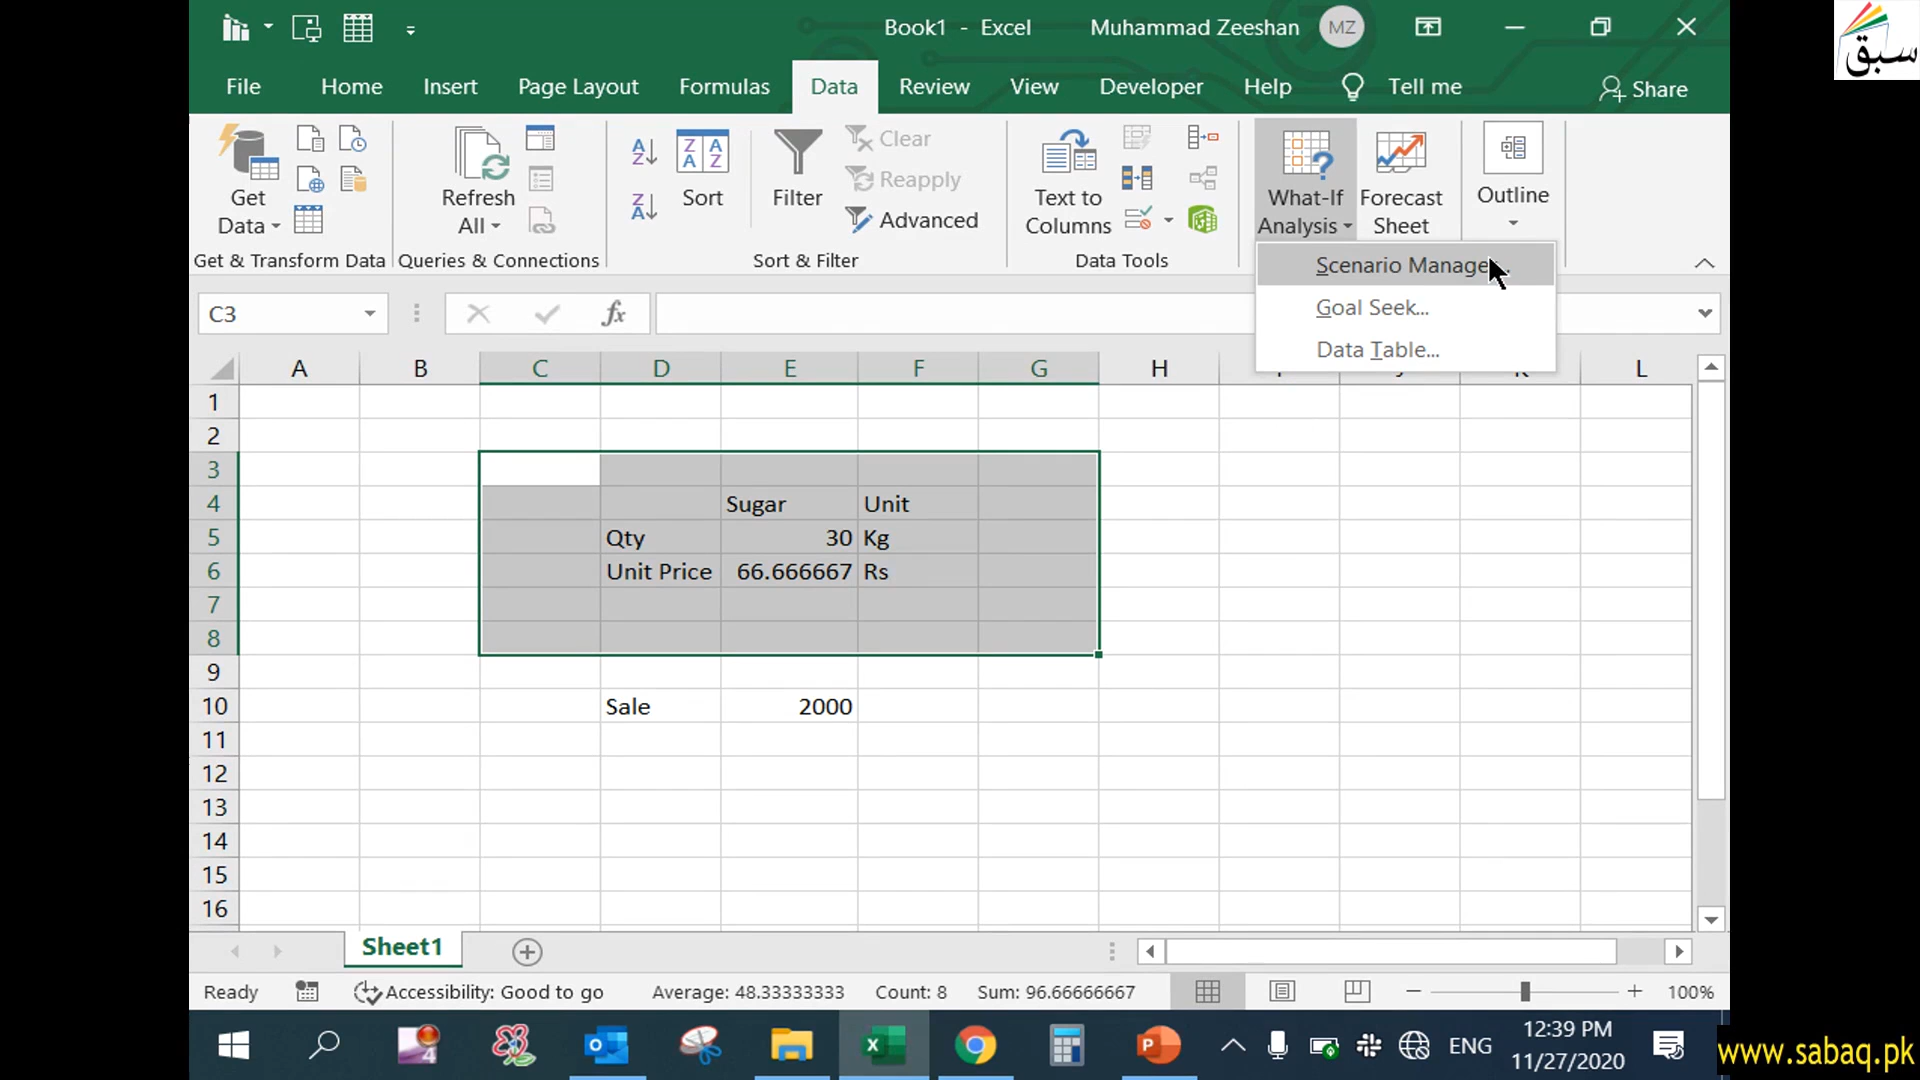 Book1 - Excel
Muhammad Zeeshan
MZ
سبق
File
Home
Insert
Page Layout
Formulas
Data
Review
View
Developer
Help
Tell me
Share
Get
Data
Refresh
All
Sort
Filter
Clear
Reapply
Advanced
Text to
Columns
What-If
Analysis
Forecast
Sheet
Outline
Get & Transform Data
Queries & Connections
Sort & Filter
Data Tools
Scenario Manage
Goal Seek...
Data Table...
C3
fx
A B C D E F G H L
1
2
3
4 Sugar Unit
5 Qty 30 Kg
6 Unit Price 66.666667 Rs
7
8
9
10 Sale 2000
11
12
13
14
15
16
Sheet1
Ready
Accessibility: Good to go
Average: 48.33333333
Count: 8
Sum: 96.66666667
100%
ENG
12:39 PM
11/27/2020
www.sabaq.pk